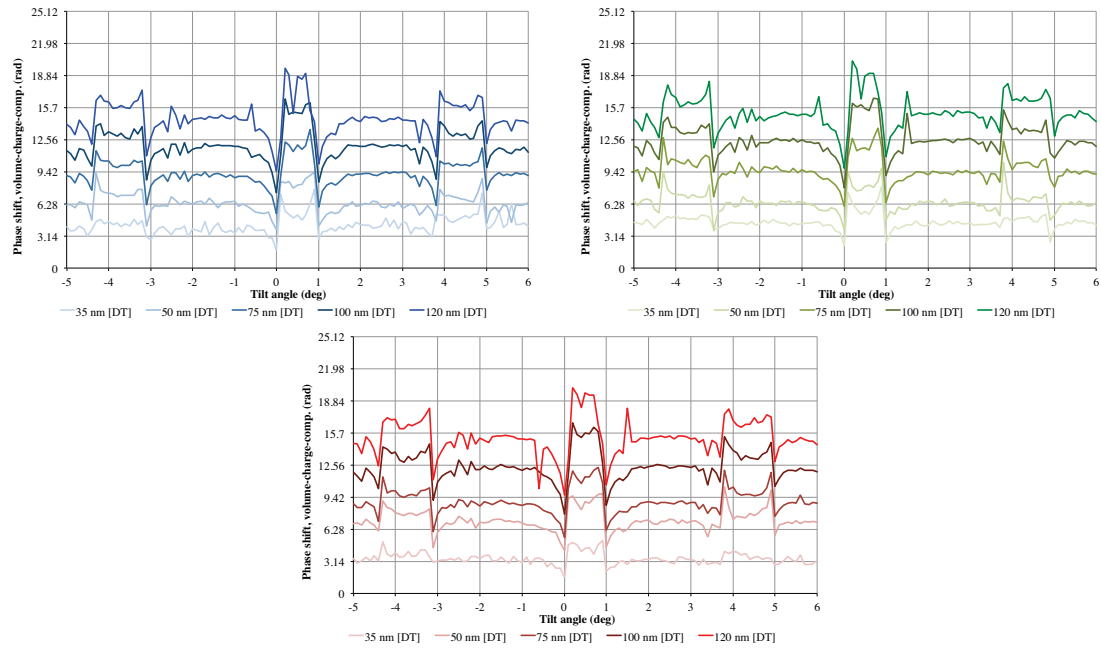 Phase shift, volume-charge-comp. (rad)
25.12
21.98
18.84
15.7
12.56
9.42
6.28
3.14
0
-5 -4 -3 -2 -1 0 1 2 3 4 5 6
Tilt angle (deg)
35 nm [DT] 50 nm [DT] 75 nm [DT] 100 nm [DT] 120 nm [DT]
Phase shift, volume-charge-comp. (rad)
25.12
21.98
18.84
15.7
12.56
9.42
6.28
3.14
0
-5 -4 -3 -2 -1 0 1 2 3 4 5 6
Tilt angle (deg)
35 nm [DT] 50 nm [DT] 75 nm [DT] 100 nm [DT] 120 nm [DT]
Phase shift, volume-charge-comp. (rad)
25.12
21.98
18.84
15.7
12.56
9.42
6.28
3.14
0
-5 -4 -3 -2 -1 0 1 2 3 4 5 6
Tilt angle (deg)
35 nm [DT] 50 nm [DT] 75 nm [DT] 100 nm [DT] 120 nm [DT]